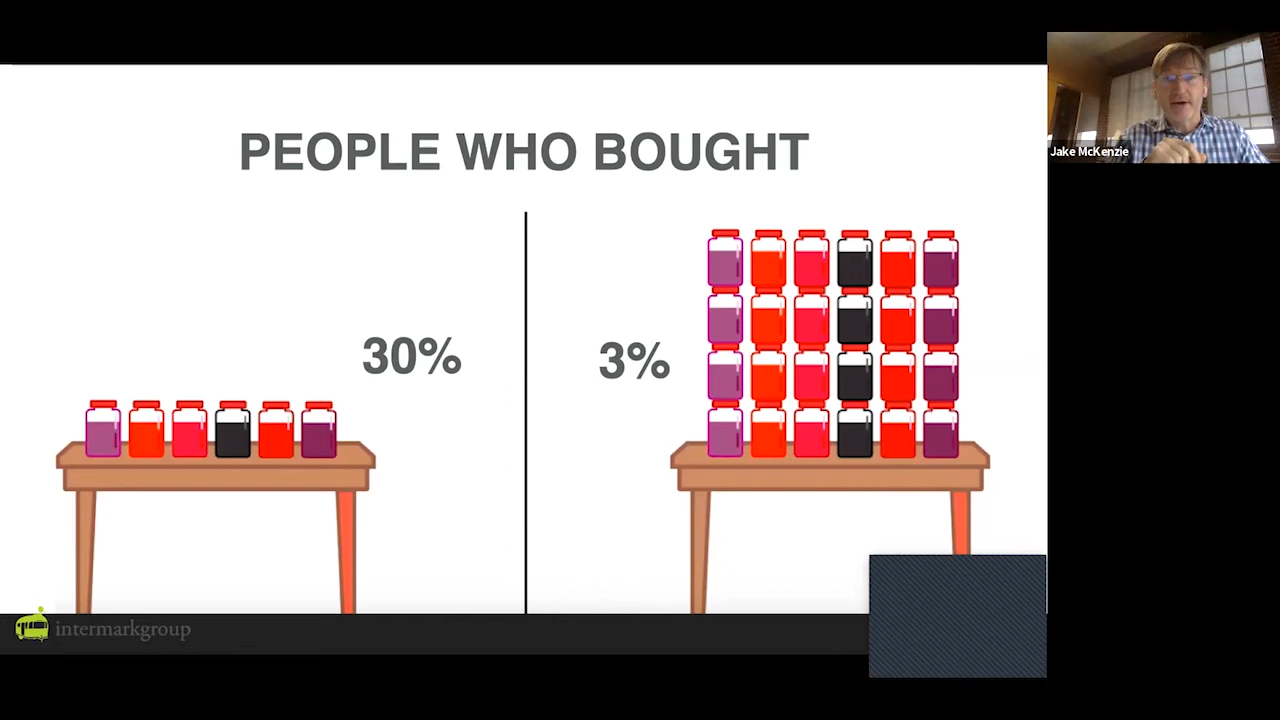 PEOPLE WHO BOUGHT
30%
3%
Jake McKenzie
intermarkgroup